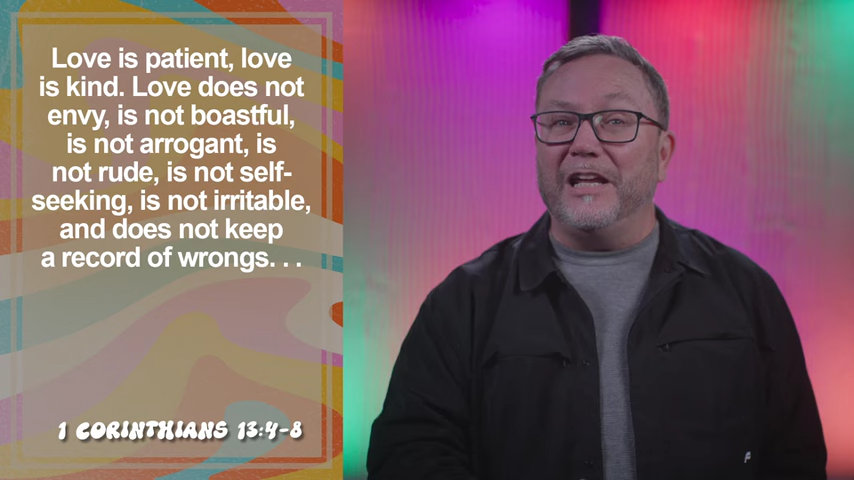 Love is patient, love
is kind. Love does not
envy, is not boastful,
is not arrogant, is
not rude, is not self-
seeking, is not irritable,
and does not keep
a record of wrongs. . .
1 CORINTHIANS 13:4-8